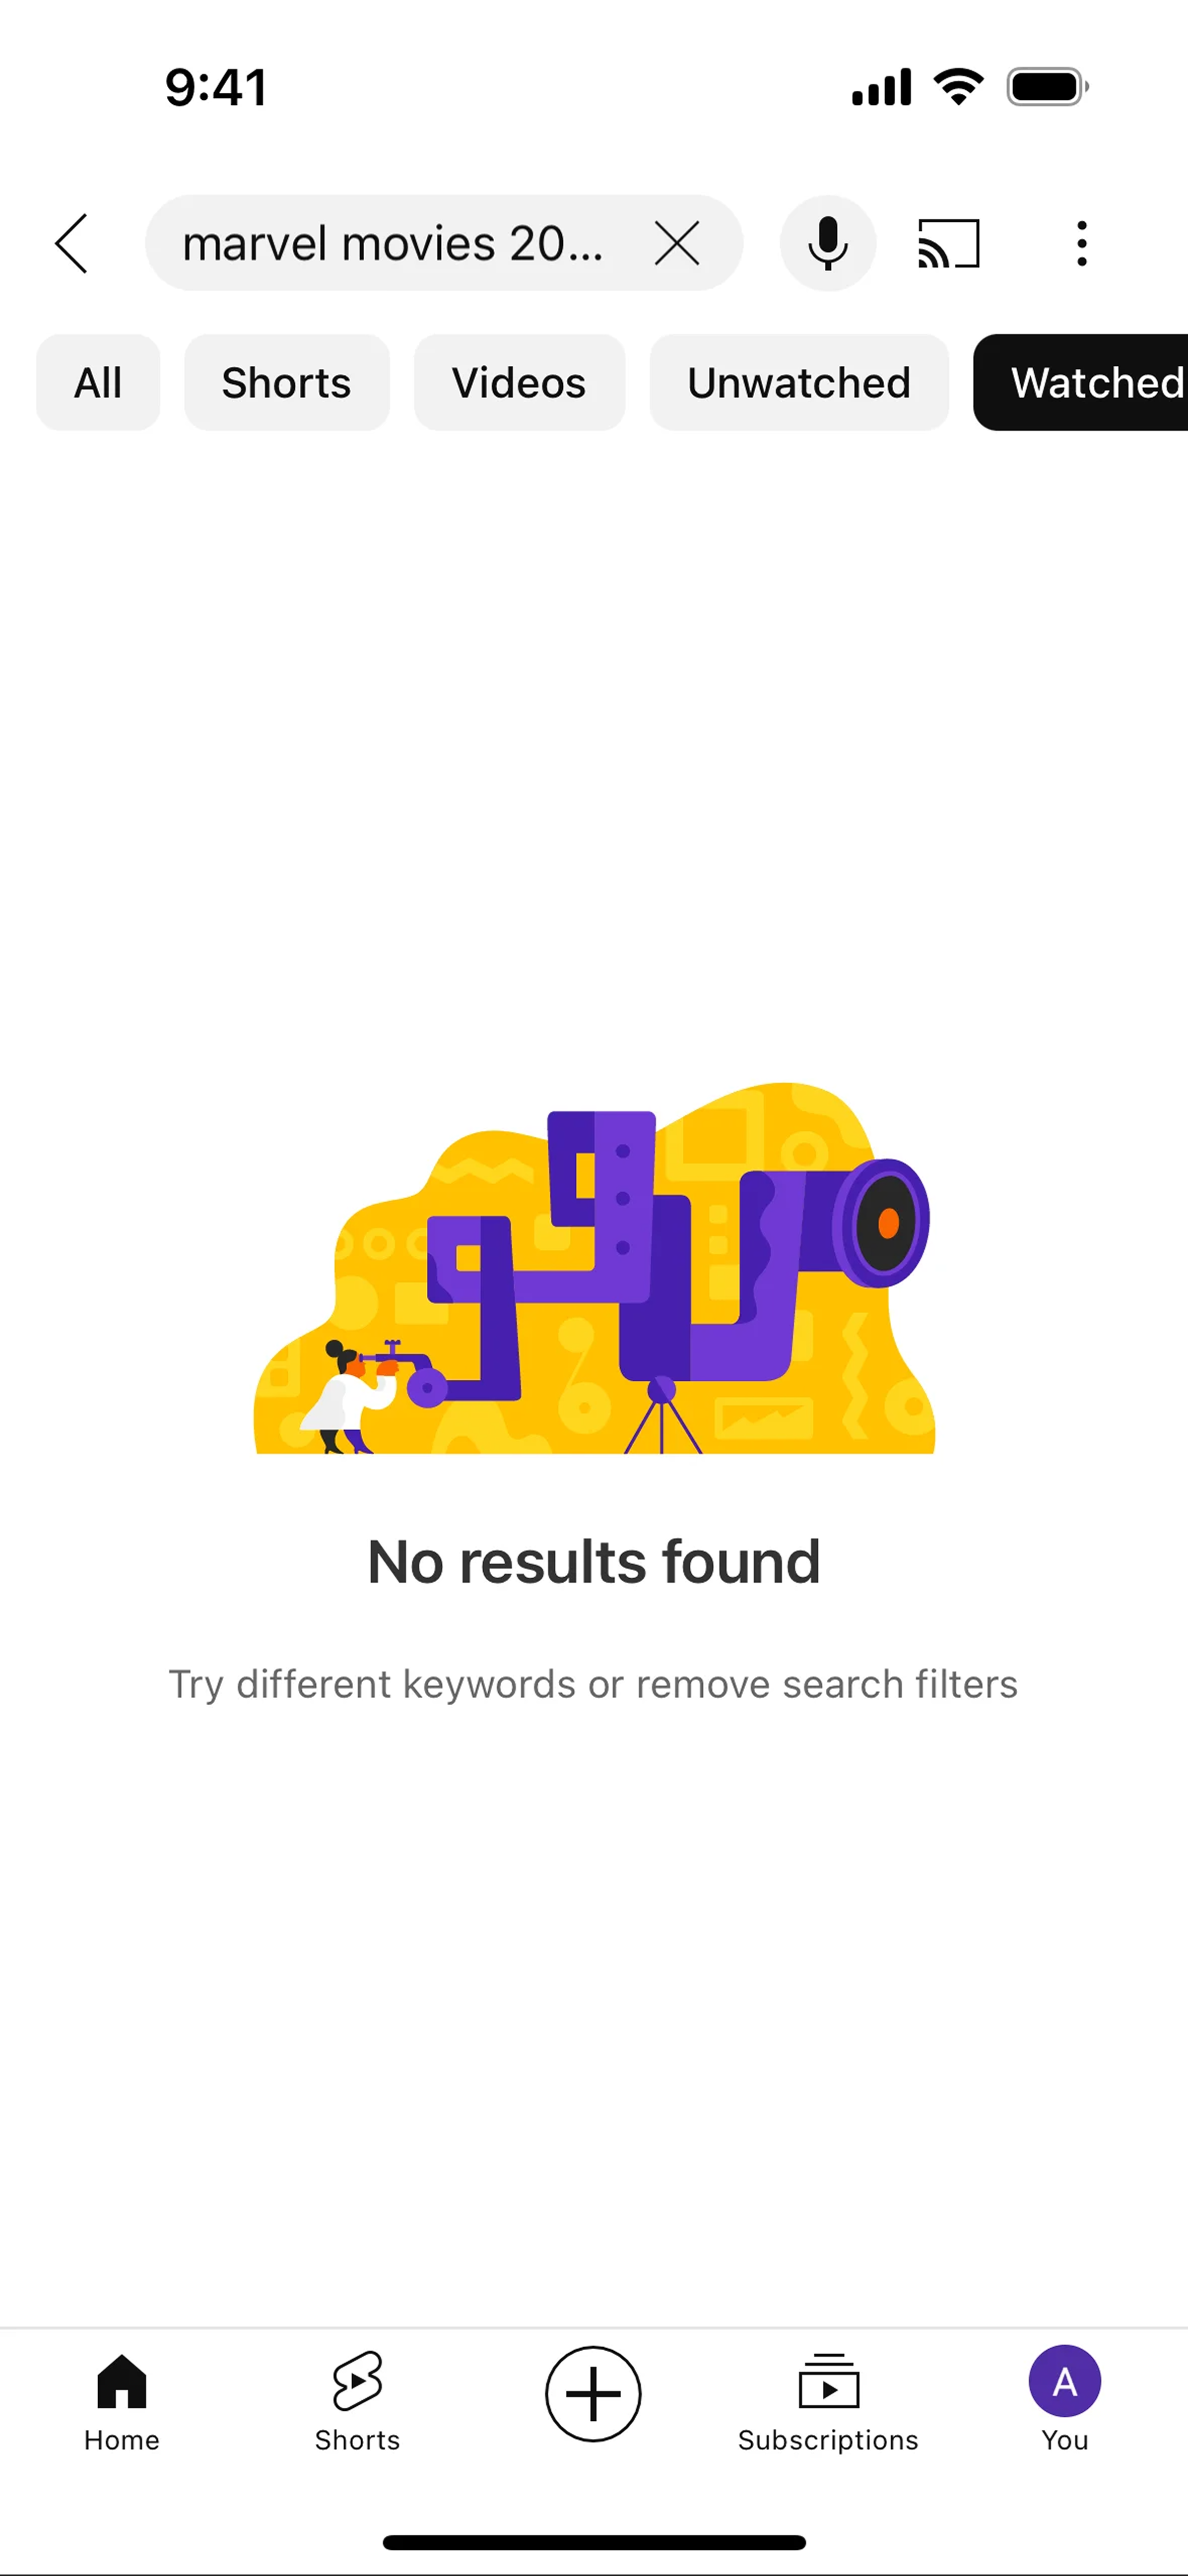 9:41
marvel movies 20...
All Shorts Videos Unwatched Watched
No results found
Try different keywords or remove search filters
Home Shorts Subscriptions A You